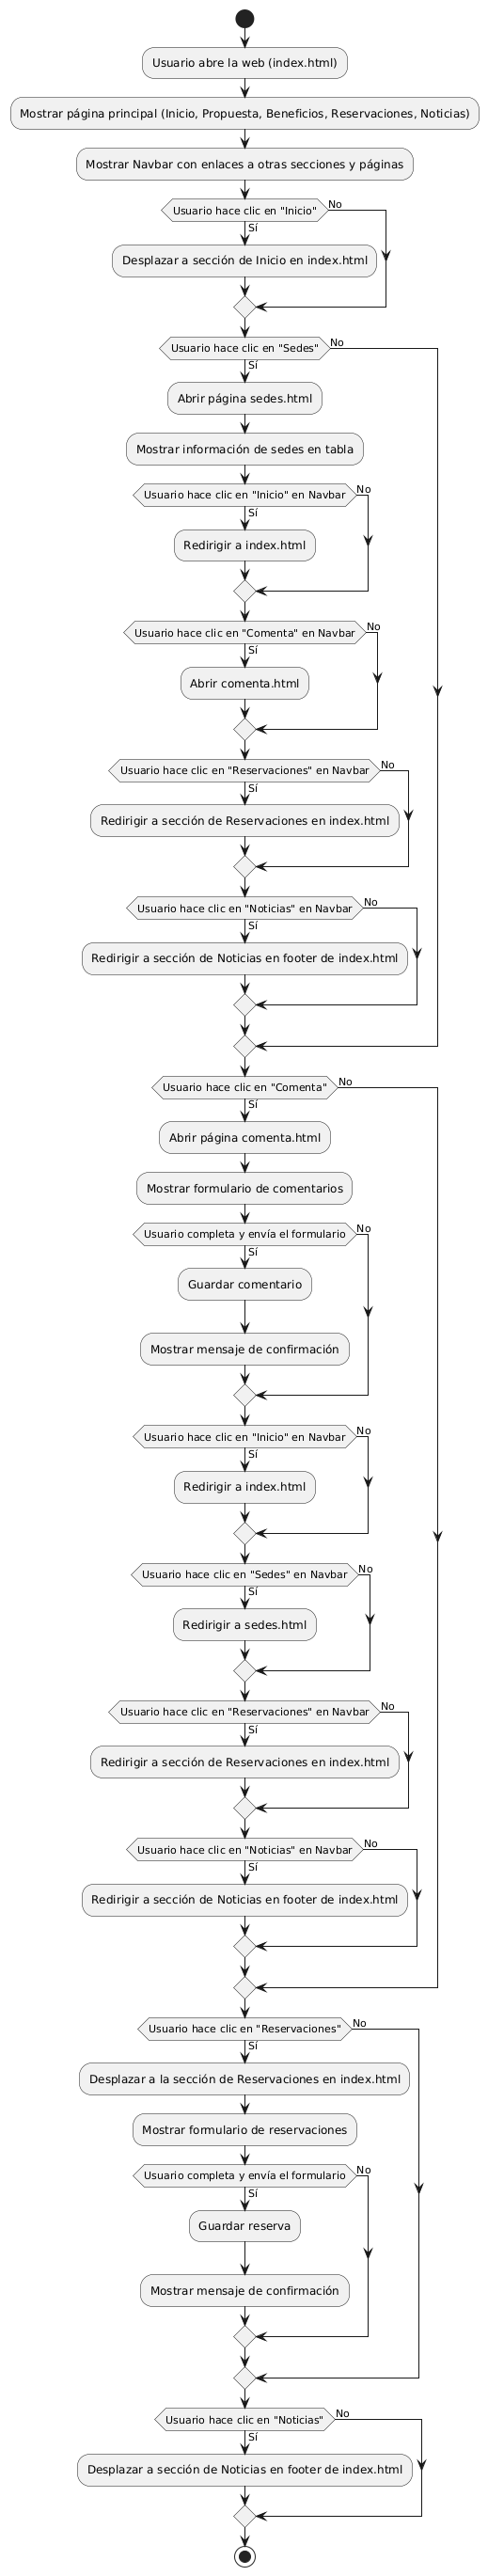 Usuario abre la web (index.html)
Mostrar página principal (Inicio, Propuesta, Beneficios, Reservaciones, Noticias)
Mostrar Navbar con enlaces a otras secciones y páginas
Usuario hace clic en "Inicio"
No
Sí
Desplazar a sección de Inicio en index.html
Usuario hace clic en "Sedes"
No
Sí
Abrir página sedes.html
Mostrar información de sedes en tabla
Usuario hace clic en "Inicio" en Navbar
No
Sí
Redirigir a index.html
Usuario hace clic en "Comenta" en Navbar
No
Sí
Abrir comenta.html
Usuario hace clic en "Reservaciones" en Navbar
No
Sí
Redirigir a sección de Reservaciones en index.html
Usuario hace clic en "Noticias" en Navbar
No
Sí
Redirigir a sección de Noticias en footer de index.html
Usuario hace clic en "Comenta"
No
Sí
Abrir página comenta.html
Mostrar formulario de comentarios
Usuario completa y envía el formulario
No
Sí
Guardar comentario
Mostrar mensaje de confirmación
Usuario hace clic en "Inicio" en Navbar
No
Sí
Redirigir a index.html
Usuario hace clic en "Sedes" en Navbar
No
Sí
Redirigir a sedes.html
Usuario hace clic en "Reservaciones" en Navbar
No
Sí
Redirigir a sección de Reservaciones en index.html
Usuario hace clic en "Noticias" en Navbar
No
Sí
Redirigir a sección de Noticias en footer de index.html
Usuario hace clic en "Reservaciones"
No
Sí
Desplazar a la sección de Reservaciones en index.html
Mostrar formulario de reservaciones
Usuario completa y envía el formulario
No
Sí
Guardar reserva
Mostrar mensaje de confirmación
Usuario hace clic en "Noticias"
No
Sí
Desplazar a sección de Noticias en footer de index.html